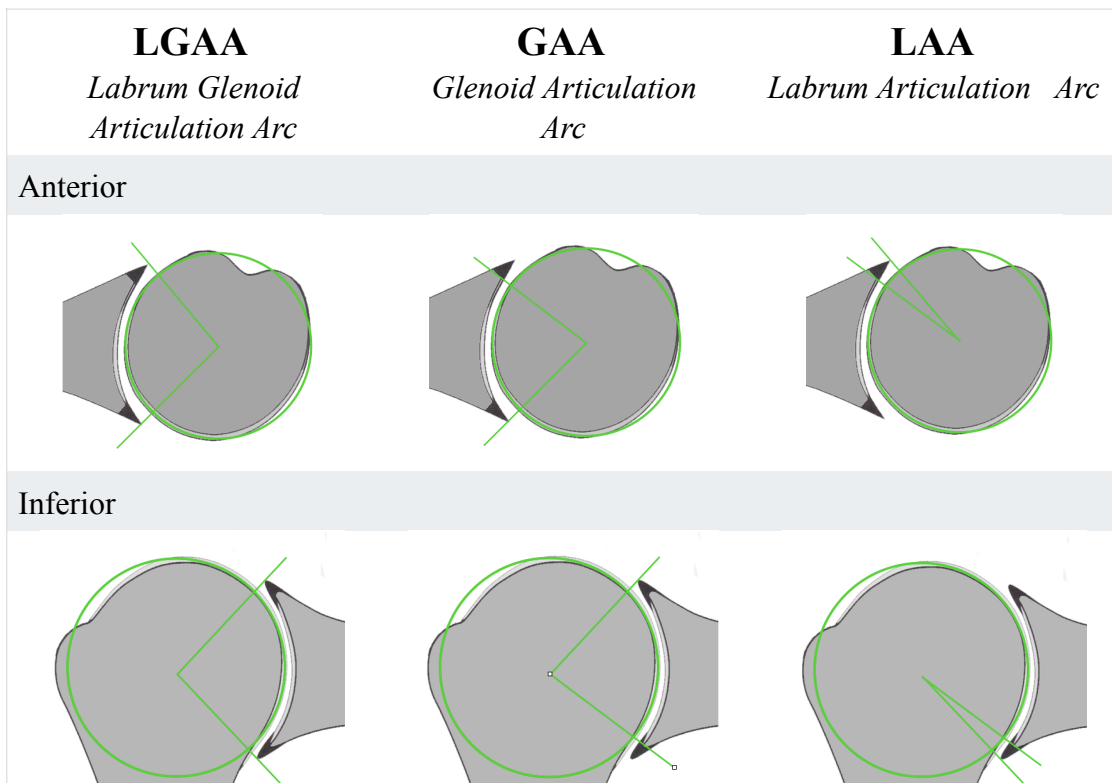 LGAA
Labrum Glenoid
Articulation Arc
GAA
Glenoid Articulation
Arc
LAA
Labrum Articulation Arc
Anterior
Inferior